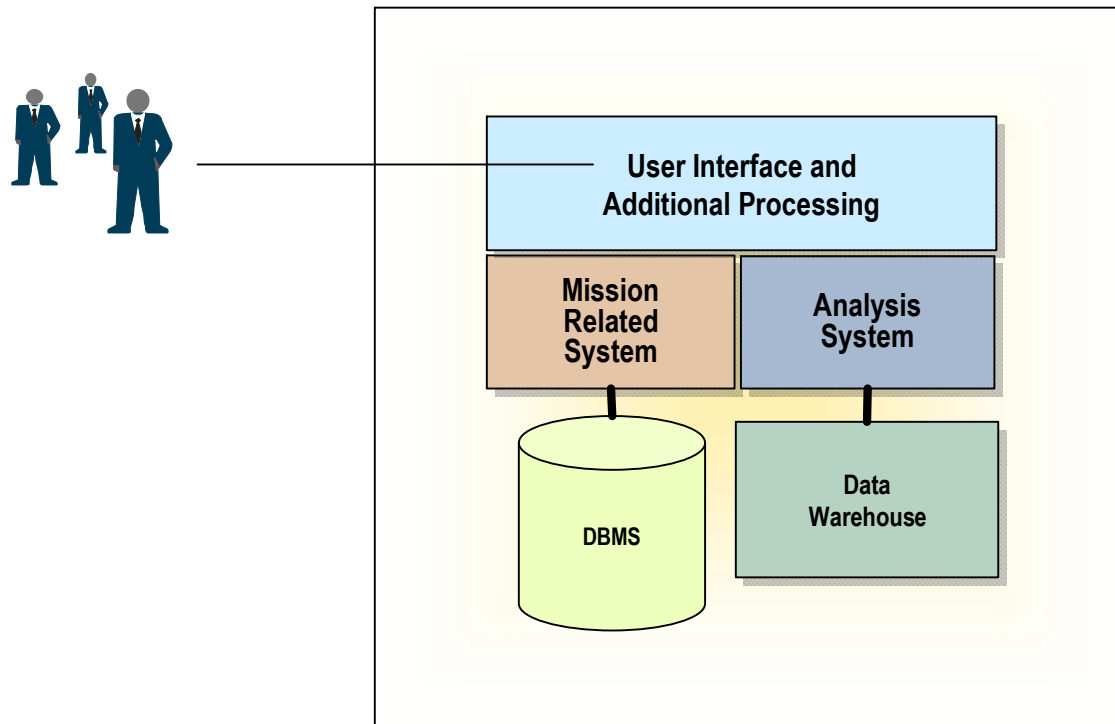 User Interface and
Additional Processing
Mission
Related
System
Analysis
System
DBMS
Data
Warehouse